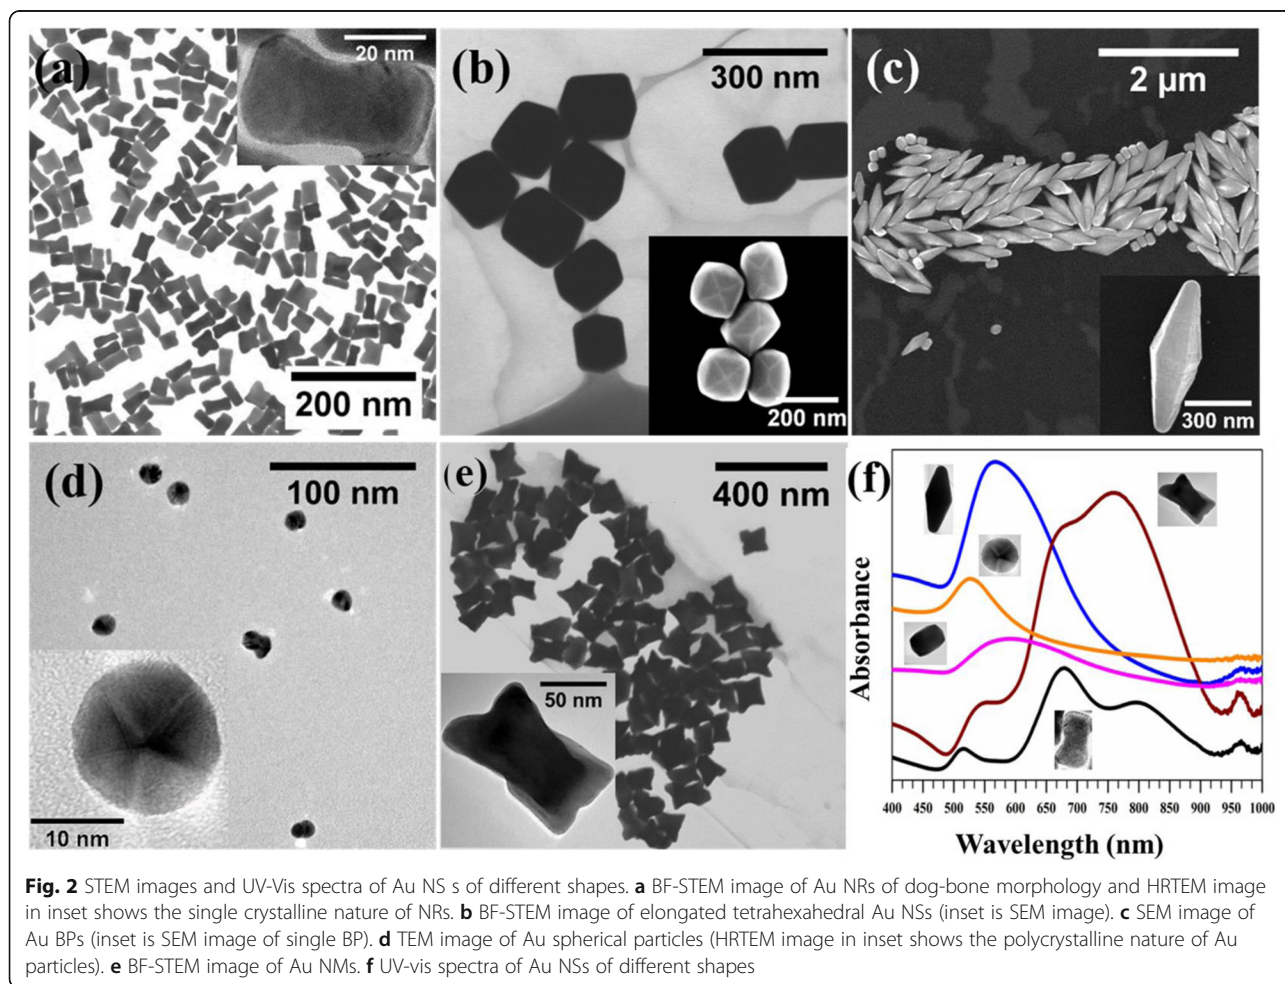 (a)
20 nm
200 nm
(b)
300 nm
200 nm
(c)
2 µm
300 nm
(d)
100 nm
10 nm
(e)
400 nm
50 nm
(f)
Absorbance
400 450 500 550 600 650 700 750 800 850 900 950 1000
Wavelength (nm)
Fig. 2 STEM images and UV-Vis spectra of Au NS s of different shapes. a BF-STEM image of Au NRs of dog-bone morphology and HRTEM image
in inset shows the single crystalline nature of NRs. b BF-STEM image of elongated tetrahexahedral Au NSs (inset is SEM image). c SEM image of
Au BPs (inset is SEM image of single BP). d TEM image of Au spherical particles (HRTEM image in inset shows the polycrystalline nature of Au
particles). e BF-STEM image of Au NMs. f UV-vis spectra of Au NSs of different shapes